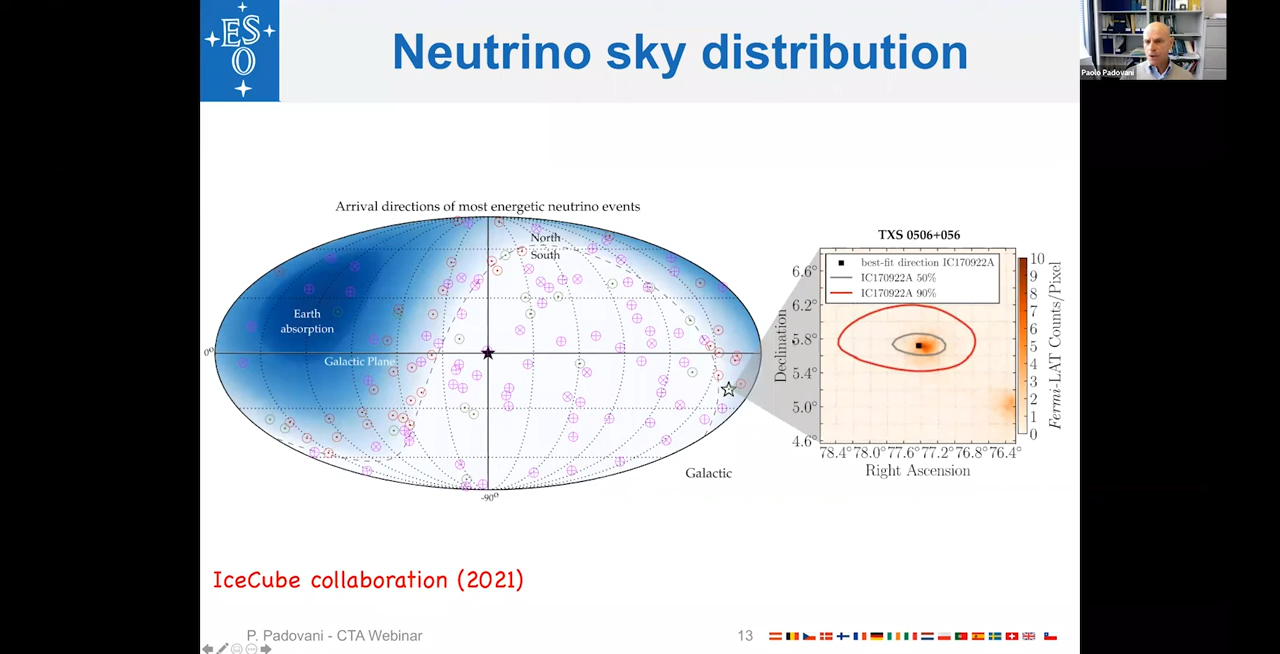 ESO
Neutrino sky distribution
Paolo Padovani
Arrival directions of most energetic neutrino events
North
South
Earth
absorption
Galactic Plane
0°
-90°
Galactic
TXS 0506+056
best-fit direction IC170922A
IC170922A 50%
IC170922A 90%
6.6°
6.2°
5.8°
5.4°
5.0°
4.6°
Declination
78.4° 78.0° 77.6° 77.2° 76.8° 76.4°
Right Ascension
10
9
8
7
6
5
4
3
2
1
0
Fermi-LAT Counts/Pixel
IceCube collaboration (2021)
P. Padovani - CTA Webinar
13